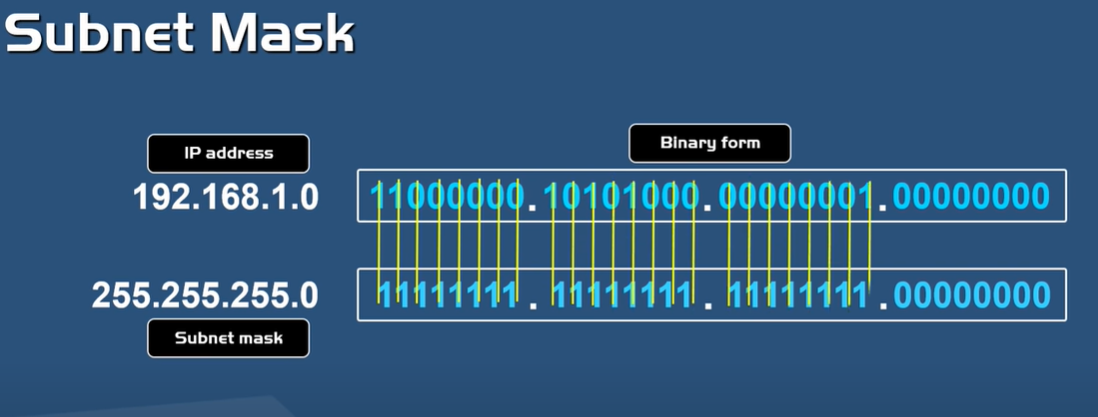 Subnet Mask
IP address
Binary form
192.168.1.0
11000000.10101000.00000001.00000000
255.255.255.0
11111111.11111111.11111111.00000000
Subnet mask